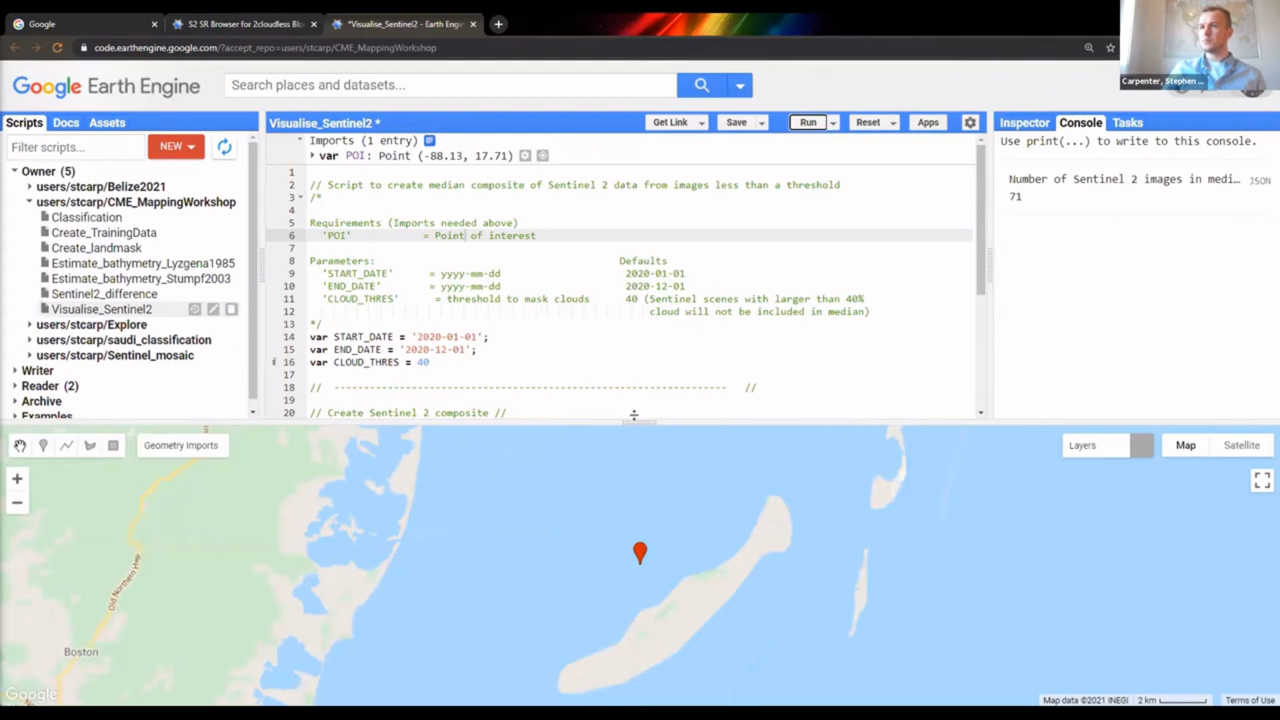 Google
S2 SR Browser for 2cloudless Bl
*Visualise_Sentinel2 - Earth Engin
code.earthengine.google.com/?accept_repo=users/stcarp/CME_MappingWorkshop
Carpenter, Stephen ...
Google Earth Engine
Search places and datasets...
Scripts Docs Assets
Filter scripts...
NEW
Owner (5)
users/stcarp/Belize2021
users/stcarp/CME_MappingWorkshop
Classification
Create_TrainingData
Create_landmask
Estimate_bathymetry_Lyzgena1985
Estimate_bathymetry_Stumpf2003
Sentinel2_difference
Visualise_Sentinel2
users/stcarp/Explore
users/stcarp/saudi_classification
users/stcarp/Sentinel_mosaic
Writer
Reader (2)
Archive
Examples
Visualise_Sentinel2 *
Get Link Save Run Reset Apps
Imports (1 entry)
var POI: Point (-88.13, 17.71)
1
2 // Script to create median composite of Sentinel 2 data from images less than a threshold
3 /*
4
5 Requirements (Imports needed above)
6 'POI' = Point of interest
7
8 Parameters: Defaults
9 'START_DATE' = yyyy-mm-dd 2020-01-01
10 'END_DATE' = yyyy-mm-dd 2020-12-01
11 'CLOUD_THRES' = threshold to mask clouds 40 (Sentinel scenes with larger than 40%
12 cloud will not be included in median)
13 */
14 var START_DATE = '2020-01-01';
15 var END_DATE = '2020-12-01';
i 16 var CLOUD_THRES = 40
17
18 // ------------------------------------------------------------------ //
19
20 // Create Sentinel 2 composite //
Inspector Console Tasks
Use print(...) to write to this console.
Number of Sentinel 2 images in medi... JSON
71
Geometry Imports
Layers
Map Satellite
+
−
Old Northern Hwy
Boston
Google
Map data ©2021 INEGI 2 km Terms of Use